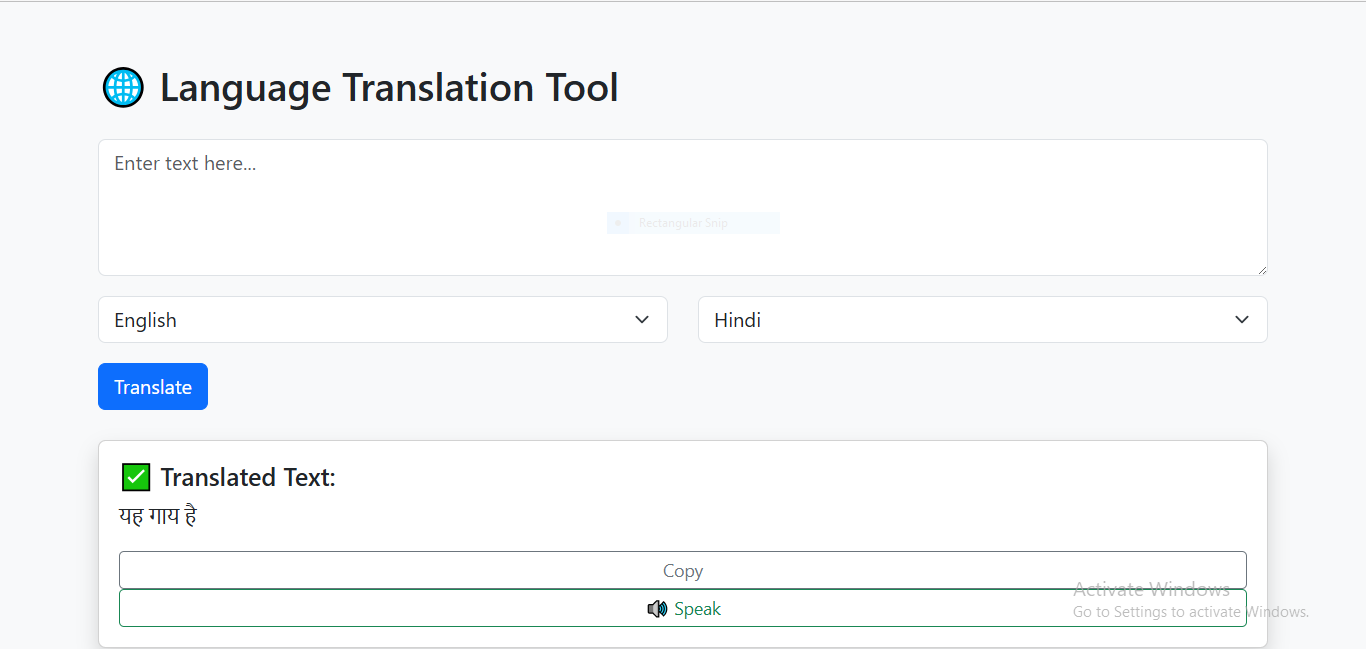 🌐 Language Translation Tool
Enter text here...
Rectangular Snip
English
Hindi
Translate
✅ Translated Text:
यह गाय है
Copy
🔊 Speak
Activate Windows
Go to Settings to activate Windows.